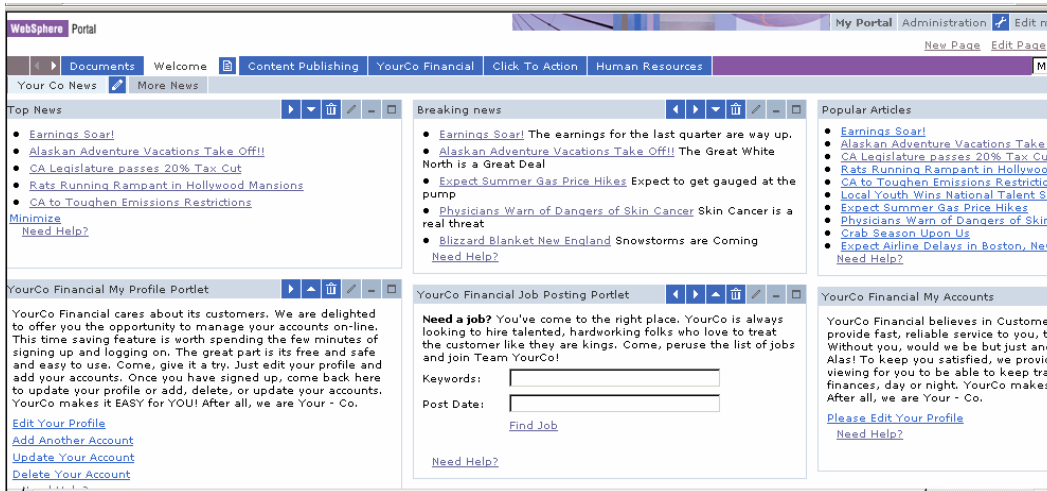 WebSphere Portal
My Portal Administration Edit
New Page Edit Page
Documents Welcome Content Publishing YourCo Financial Click To Action Human Resources
Your Co News More News
Top News
Earnings Soar!
Alaskan Adventure Vacations Take Off!!
CA Legislature passes 20% Tax Cut
Rats Running Rampant in Hollywood Mansions
CA to Toughen Emissions Restrictions
Minimize
Need Help?
Breaking news
Earnings Soar! The earnings for the last quarter are way up.
Alaskan Adventure Vacations Take Off!! The Great White
North is a Great Deal
Expect Summer Gas Price Hikes Expect to get gauged at the
pump
Physicians Warn of Dangers of Skin Cancer Skin Cancer is a
real threat
Blizzard Blanket New England Snowstorms are Coming
Need Help?
Popular Articles
Earnings Soar!
Alaskan Adventure Vacations Take
CA Legislature passes 20% Tax Cu
Rats Running Rampant in Hollywoo
CA to Toughen Emissions Restrictio
Local Youth Wins National Talent S
Expect Summer Gas Price Hikes
Physicians Warn of Dangers of Skin
Crab Season Upon Us
Expect Airline Delays in Boston, Ne
Need Help?
YourCo Financial My Profile Portlet
YourCo Financial cares about its customers. We are delighted
to offer you the opportunity to manage your accounts on-line.
This time saving feature is worth spending the few minutes of
signing up and logging on. The great part is its free and safe
and easy to use. Come, give it a try. Just edit your profile and
add your accounts. Once you have signed up, come back here
to update your profile or add, delete, or update your accounts.
YourCo makes it EASY for YOU! After all, we are Your - Co.
Edit Your Profile
Add Another Account
Update Your Account
Delete Your Account
YourCo Financial Job Posting Portlet
Need a job? You've come to the right place. YourCo is always
looking to hire talented, hardworking folks who love to treat
the customer like they are kings. Come, peruse the list of jobs
and join Team YourCo!
Keywords:
Post Date:
Find Job
Need Help?
YourCo Financial My Accounts
YourCo Financial believes in Custome
provide fast, reliable service to you, t
Without you, would we be but just an
Alas! To keep you satisfied, we provi
viewing for you to be able to keep tra
finances, day or night. YourCo makes
After all, we are Your - Co.
Please Edit Your Profile
Need Help?